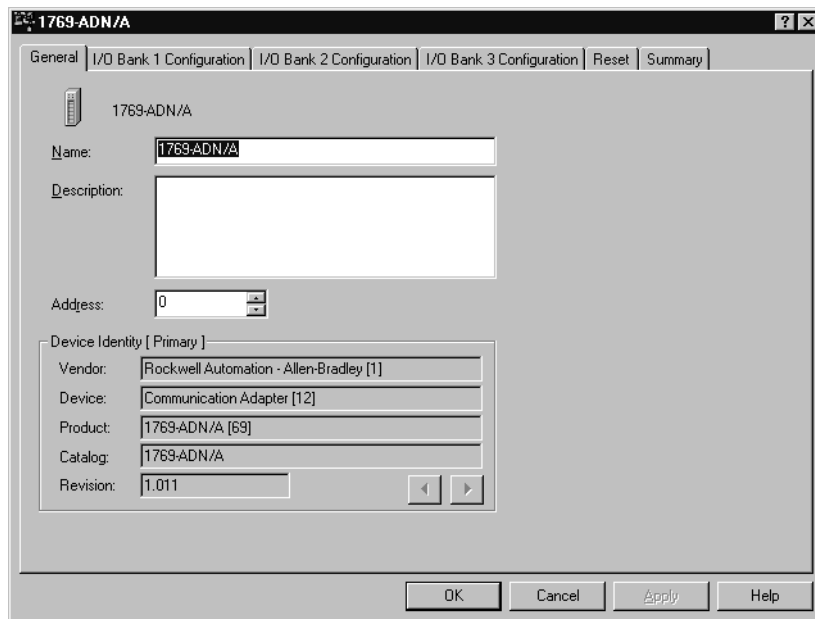 1769-ADN/A
General I/O Bank 1 Configuration I/O Bank 2 Configuration I/O Bank 3 Configuration Reset Summary
1769-ADN/A
Name: 1769-ADN/A
Description:
Address: 0
Device Identity [ Primary ]
Vendor: Rockwell Automation - Allen-Bradley [1]
Device: Communication Adapter [12]
Product: 1769-ADN/A [69]
Catalog: 1769-ADN/A
Revision: 1.011
OK Cancel Apply Help